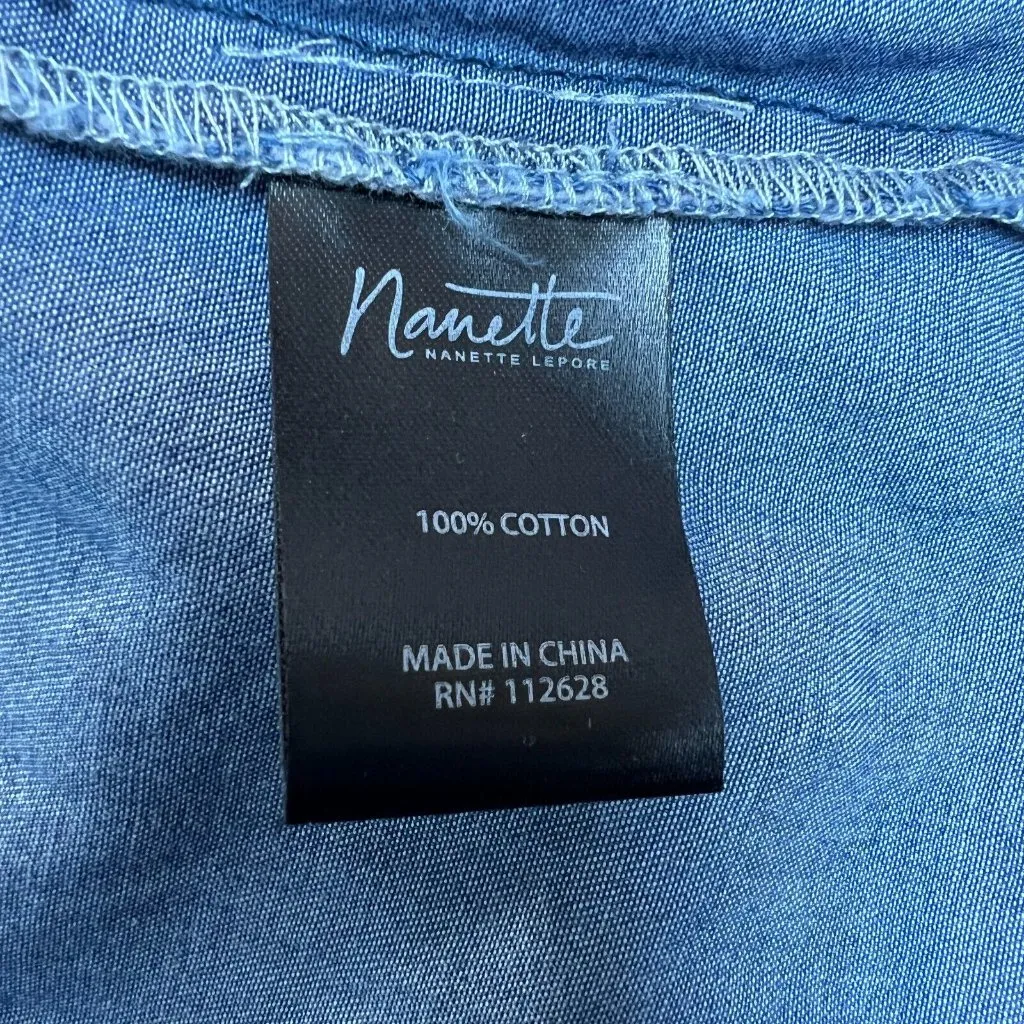 Nanette
NANETTE LEPORE
100% COTTON
MADE IN CHINA
RN# 112628